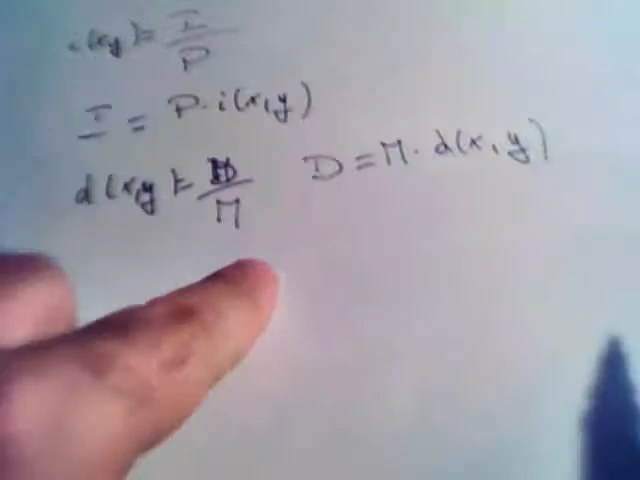 i(x,y) = I/P
I = P · i(x,y)
d(x,y) = D/M D = M · d(x,y)